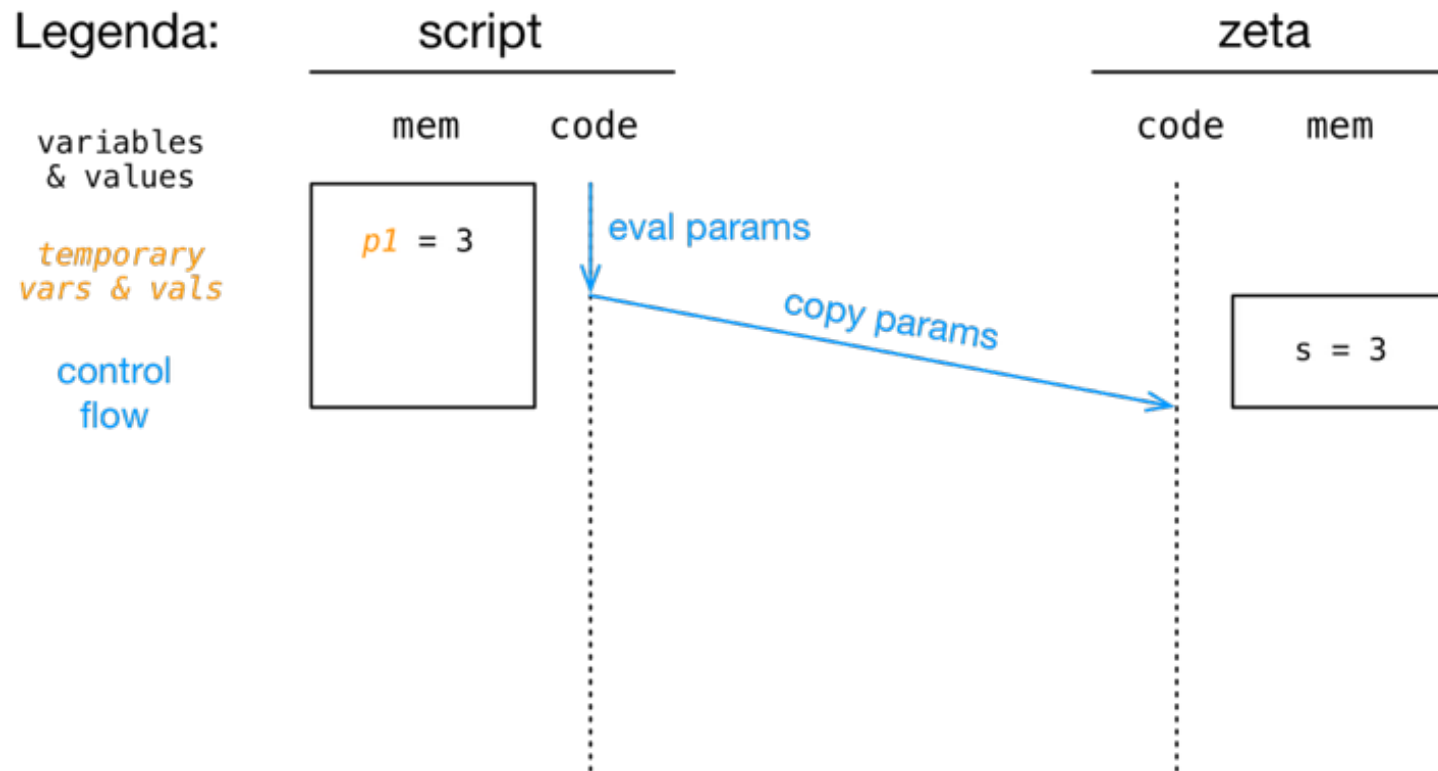 Legenda:
script
zeta
mem
code
code
mem
variables
& values
temporary
vars & vals
control
flow
p1 = 3
eval params
copy params
s = 3